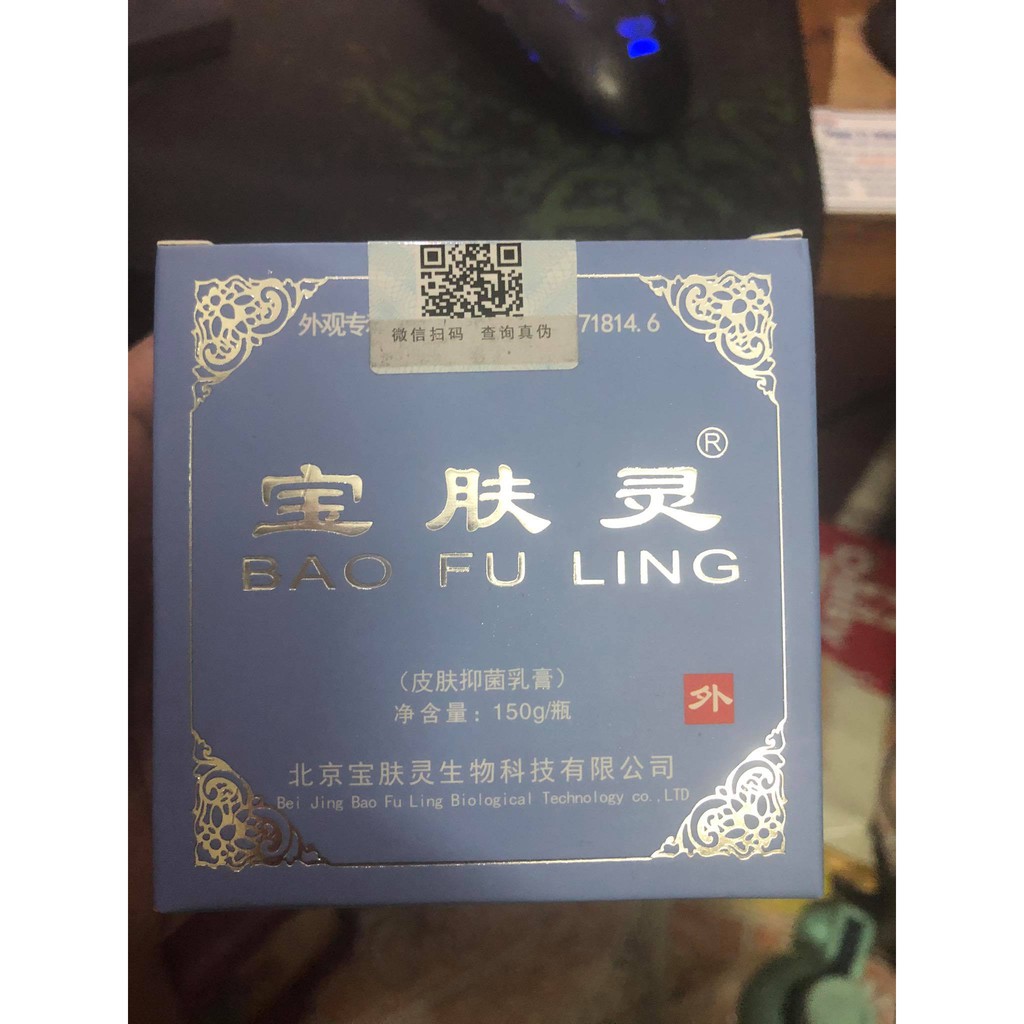 外观专 71814.6
微信扫码 查询真伪
宝肤灵®
BAO FU LING
（皮肤抑菌乳膏）
净含量：150g/瓶
外
北京宝肤灵生物科技有限公司
Bei Jing Bao Fu Ling Biological Technology co.,LTD